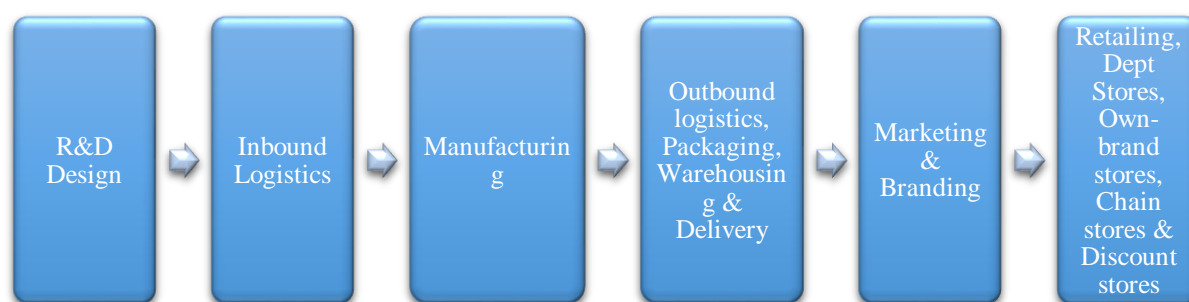 R&D
Design
Inbound
Logistics
Manufacturin
g
Outbound
logistics,
Packaging,
Warehousin
g &
Delivery
Marketing
&
Branding
Retailing,
Dept
Stores,
Own-
brand
stores,
Chain
stores &
Discount
stores